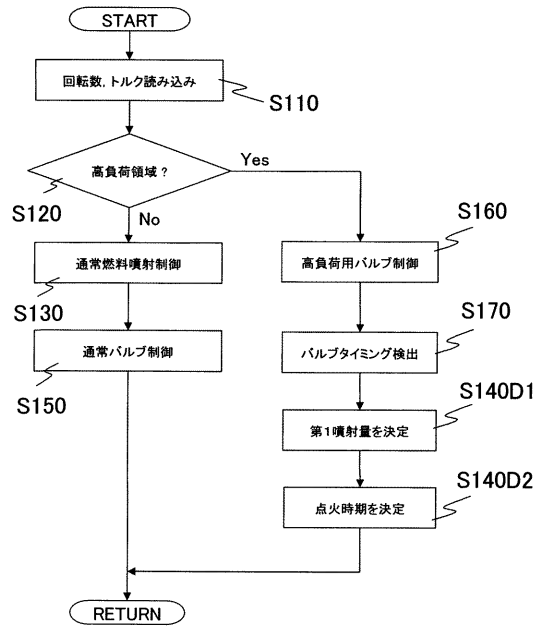 START
回転数,トルク読み込み
S110
高負荷領域?
Yes
S120
No
S160
通常燃料噴射制御
高負荷用バルブ制御
S130
S170
通常バルブ制御
バルブタイミング検出
S150
S140D1
第1噴射量を決定
S140D2
点火時期を決定
RETURN